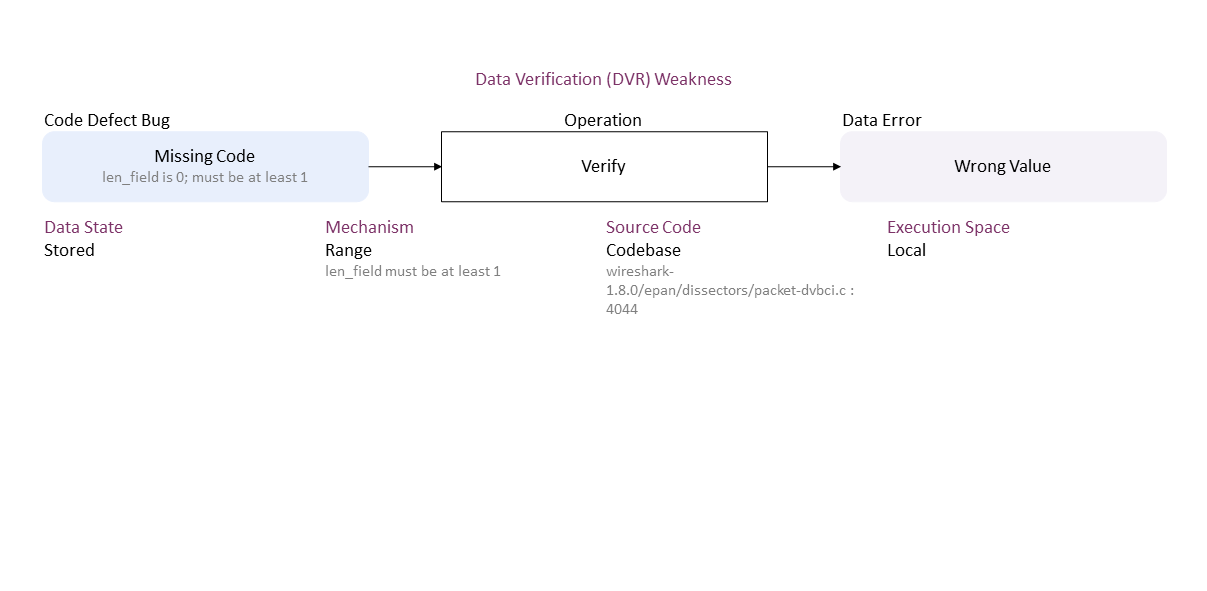 Data Verification (DVR) Weakness
Code Defect Bug
Operation
Data Error
Missing Code
len_field is 0; must be at least 1
Verify
Wrong Value
Data State
Stored
Mechanism
Range
len_field must be at least 1
Source Code
Codebase
wireshark-
1.8.0/epan/dissectors/packet-dvbci.c :
4044
Execution Space
Local